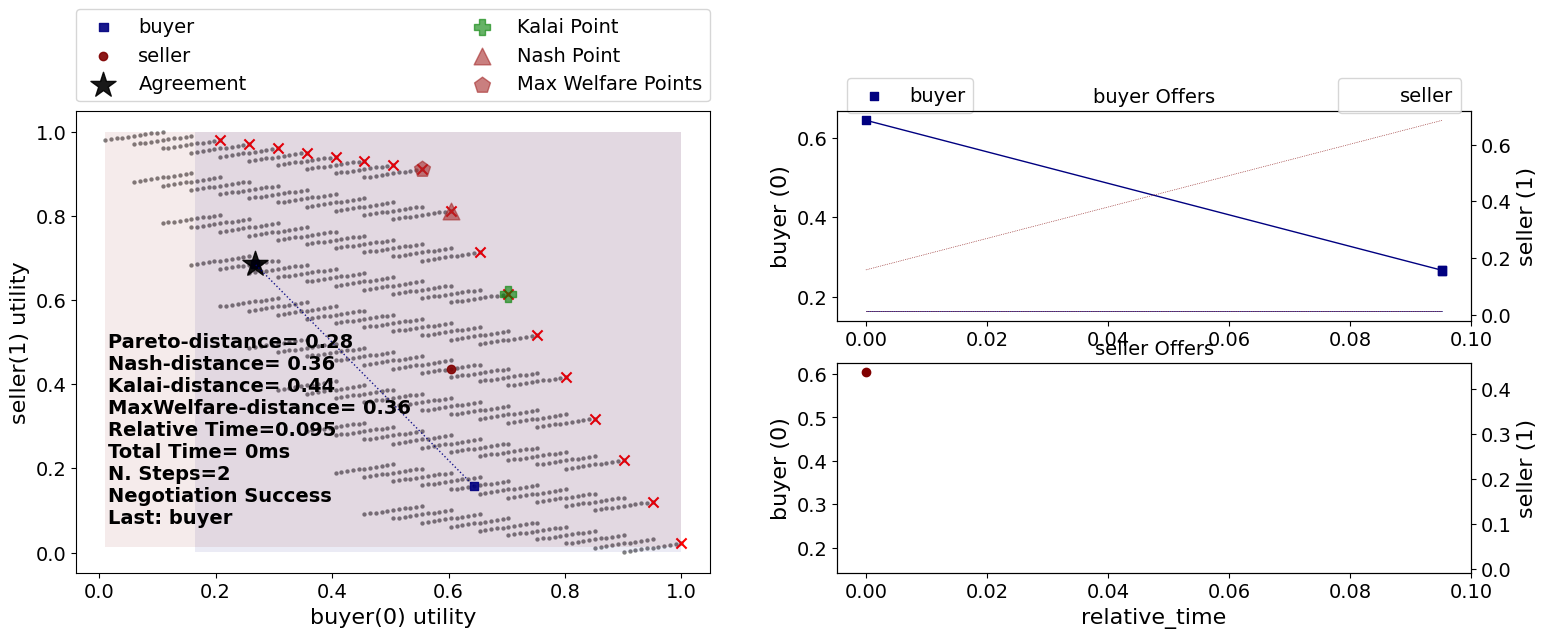 buyer
seller
Agreement
Kalai Point
Nash Point
Max Welfare Points
1.0
0.8
0.6
0.4
0.2
0.0
seller(1) utility
Pareto-distance= 0.28
Nash-distance= 0.36
Kalai-distance= 0.44
MaxWelfare-distance= 0.36
Relative Time=0.095
Total Time= 0ms
N. Steps=2
Negotiation Success
Last: buyer
0.0 0.2 0.4 0.6 0.8 1.0
buyer(0) utility
buyer
buyer Offers
seller
0.6
0.4
0.2
buyer (0)
0.6
0.4
0.2
0.0
seller (1)
0.00 0.02 0.04 0.06 0.08 0.10
seller Offers
0.6
0.5
0.4
0.3
0.2
buyer (0)
0.4
0.3
0.2
0.1
0.0
seller (1)
0.00 0.02 0.04 0.06 0.08 0.10
relative_time